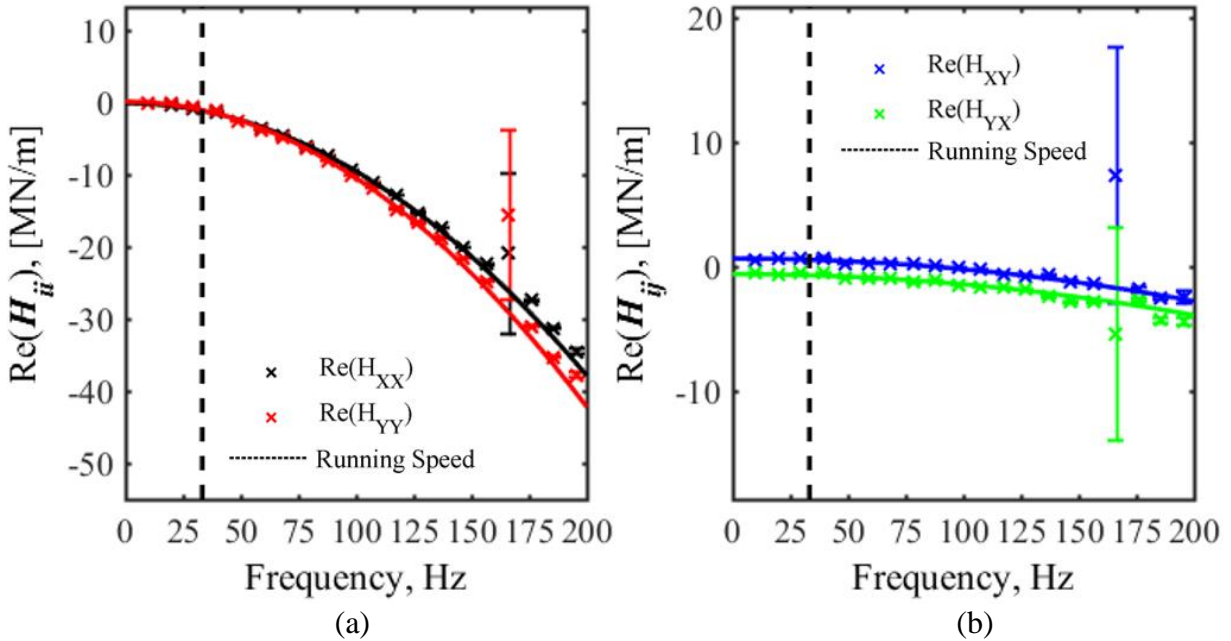 10
0
-10
-20
-30
-40
-50
Re(H_ii), [MN/m]
Re(H_XX)
Re(H_YY)
Running Speed
0 25 50 75 100 125 150 175 200
Frequency, Hz
(a)
20
10
0
-10
Re(H_ij), [MN/m]
Re(H_XY)
Re(H_YX)
Running Speed
0 25 50 75 100 125 150 175 200
Frequency, Hz
(b)